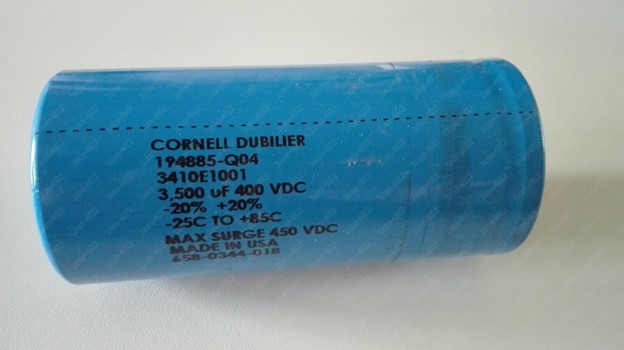 CORNELL DUBILIER
194885-Q04
3410E1001
3,500 uF 400 VDC
-20% +20%
-25C TO +85C
MAX SURGE 450 VDC
MADE IN USA
658-0344-018